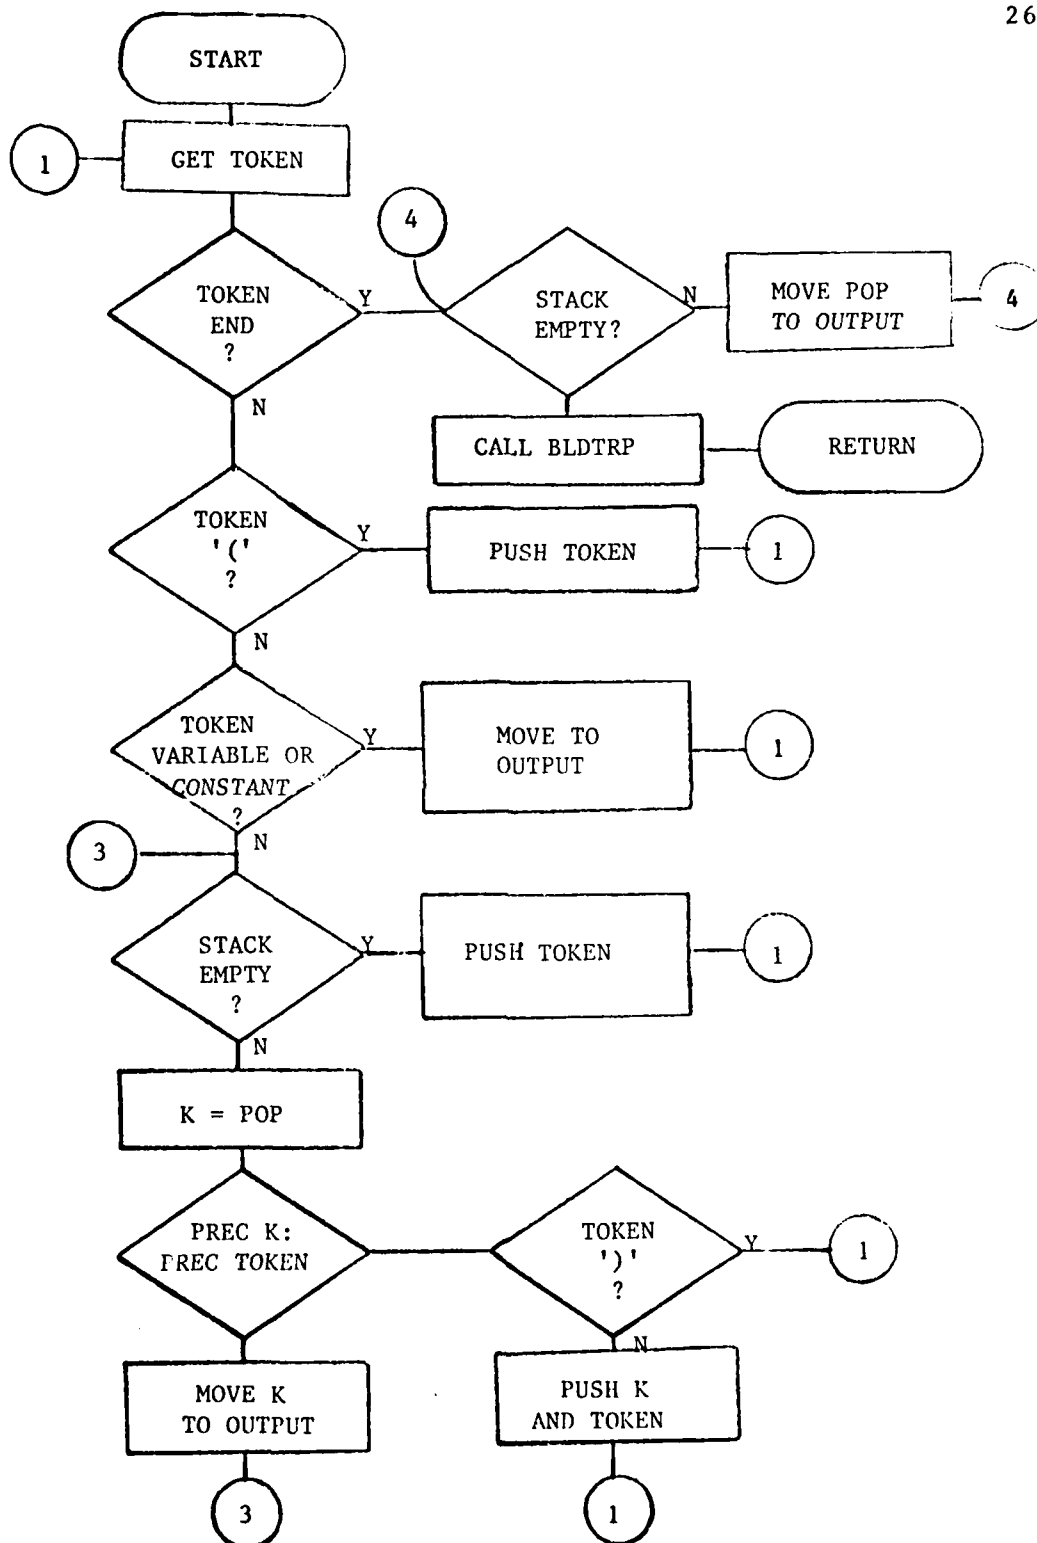 26
START
1
GET TOKEN
4
TOKEN
END
?
Y
STACK
EMPTY?
N
MOVE POP
TO OUTPUT
4
N
CALL BLDTRP
RETURN
TOKEN
'('
?
Y
PUSH TOKEN
1
N
TOKEN
VARIABLE OR
CONSTANT
?
Y
MOVE TO
OUTPUT
1
3
N
STACK
EMPTY
?
Y
PUSH TOKEN
1
N
K = POP
PREC K:
PREC TOKEN
TOKEN
')'
?
Y
1
N
MOVE K
TO OUTPUT
PUSH K
AND TOKEN
3
1